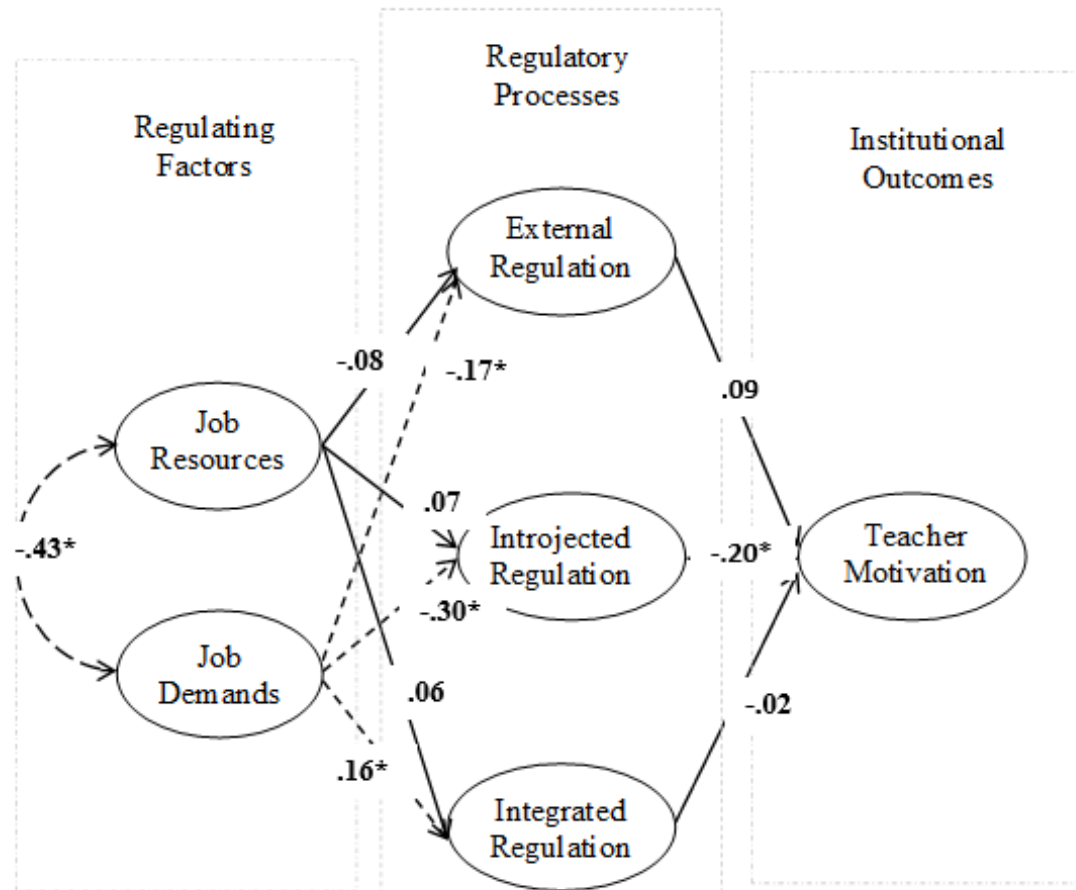 Regulating
Factors
Regulatory
Processes
Institutional
Outcomes
External
Regulation
-.08
-.17*
.09
Job
Resources
.07
-.43*
Introjected
Regulation
-.20*
Teacher
Motivation
-.30*
Job
Demands
.06
-.02
.16*
Integrated
Regulation